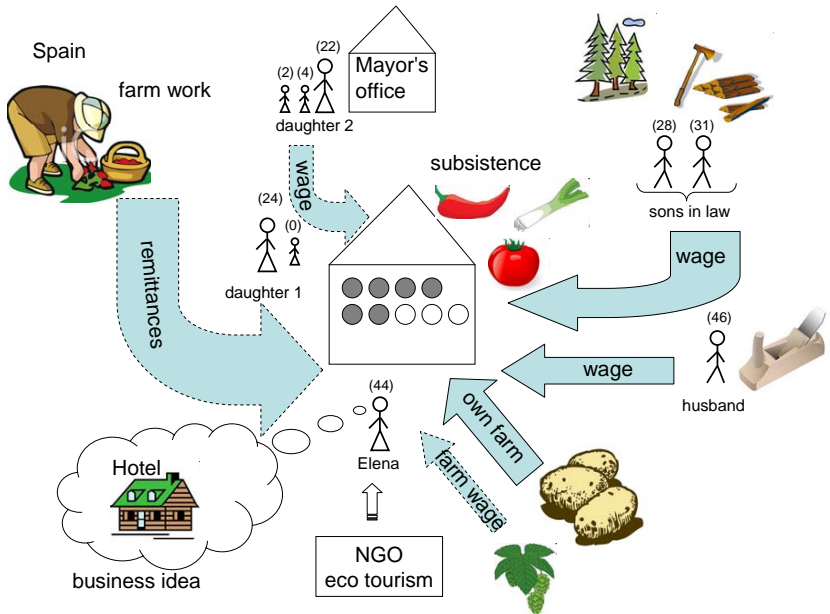 Spain
farm work
(22)
(2) (4)
Mayor's
office
daughter 2
wage
subsistence
(28) (31)
sons in law
wage
(24)
(0)
daughter 1
remittances
(46)
wage
husband
(44)
Elena
own farm
farm wage
Hotel
business idea
NGO
eco tourism